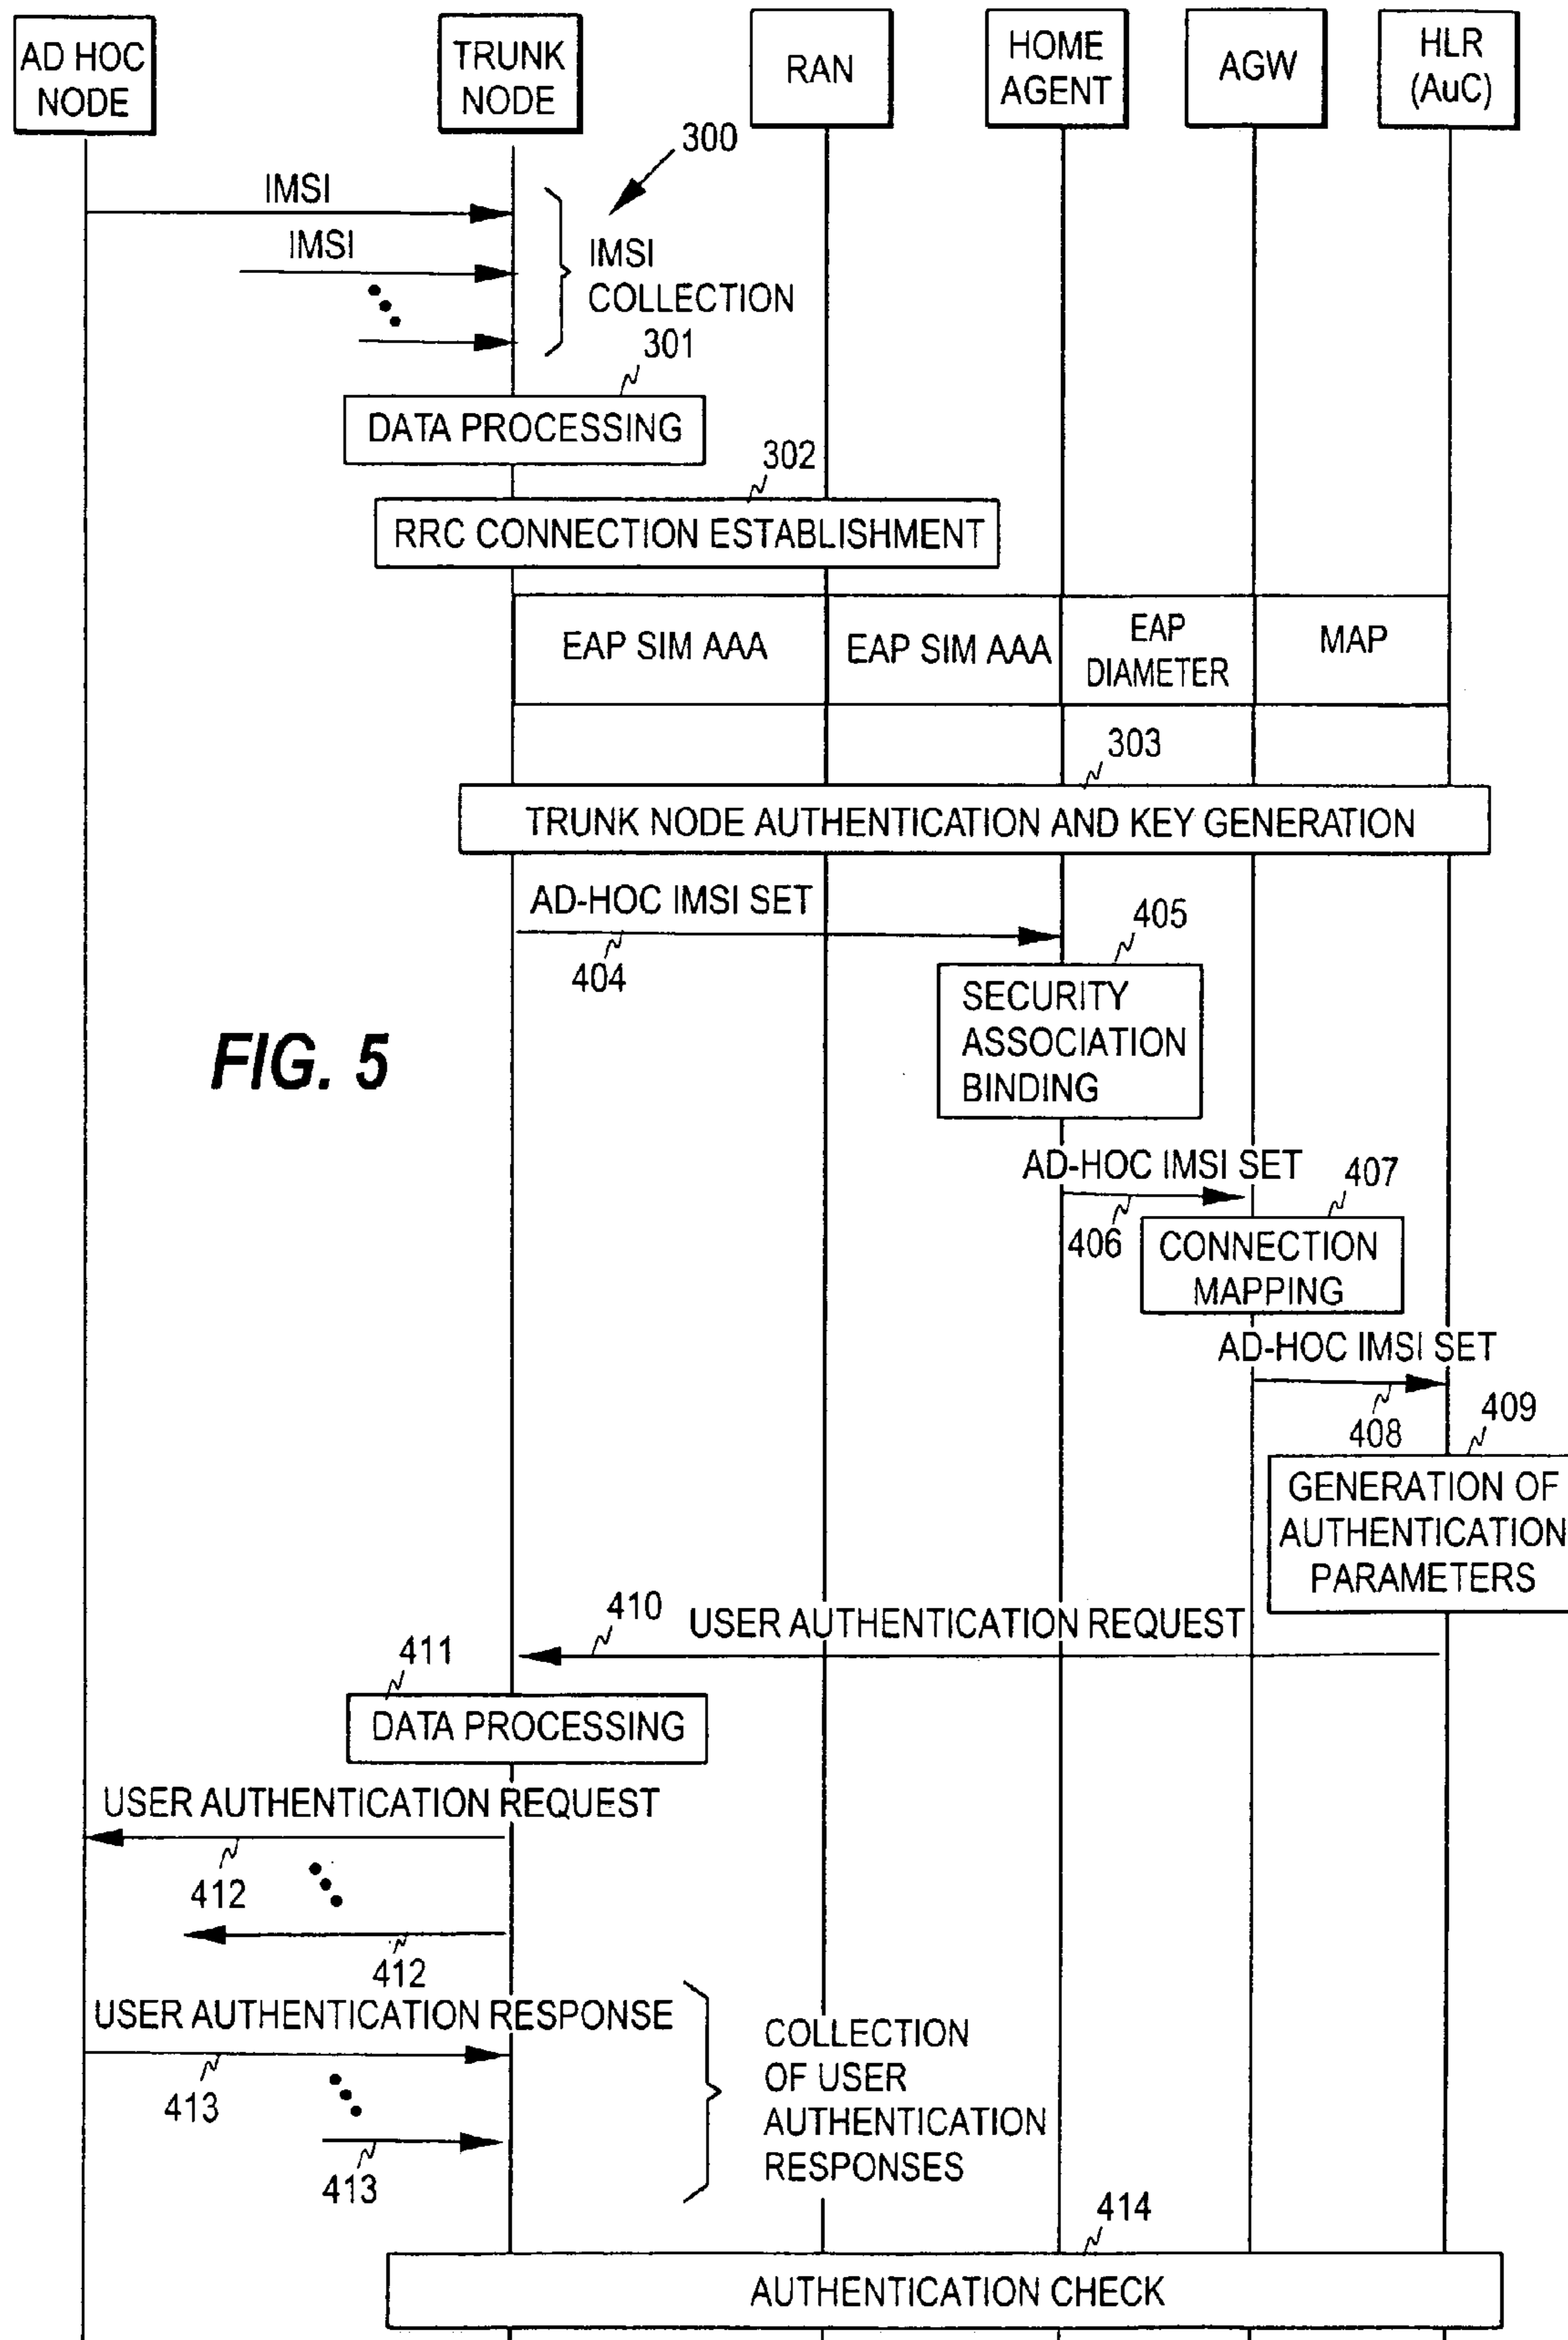 AD HOC
NODE
TRUNK
NODE
RAN
HOME
AGENT
AGW
HLR
(AuC)
300
IMSI
IMSI
IMSI
COLLECTION
301
DATA PROCESSING
302
RRC CONNECTION ESTABLISHMENT
EAP SIM AAA
EAP SIM AAA
EAP
DIAMETER
MAP
303
TRUNK NODE AUTHENTICATION AND KEY GENERATION
AD-HOC IMSI SET
404
405
SECURITY
ASSOCIATION
BINDING
FIG. 5
AD-HOC IMSI SET
406
407
CONNECTION
MAPPING
AD-HOC IMSI SET
408
409
GENERATION OF
AUTHENTICATION
PARAMETERS
410
USER AUTHENTICATION REQUEST
411
DATA PROCESSING
USER AUTHENTICATION REQUEST
412
412
USER AUTHENTICATION RESPONSE
413
413
COLLECTION
OF USER
AUTHENTICATION
RESPONSES
414
AUTHENTICATION CHECK